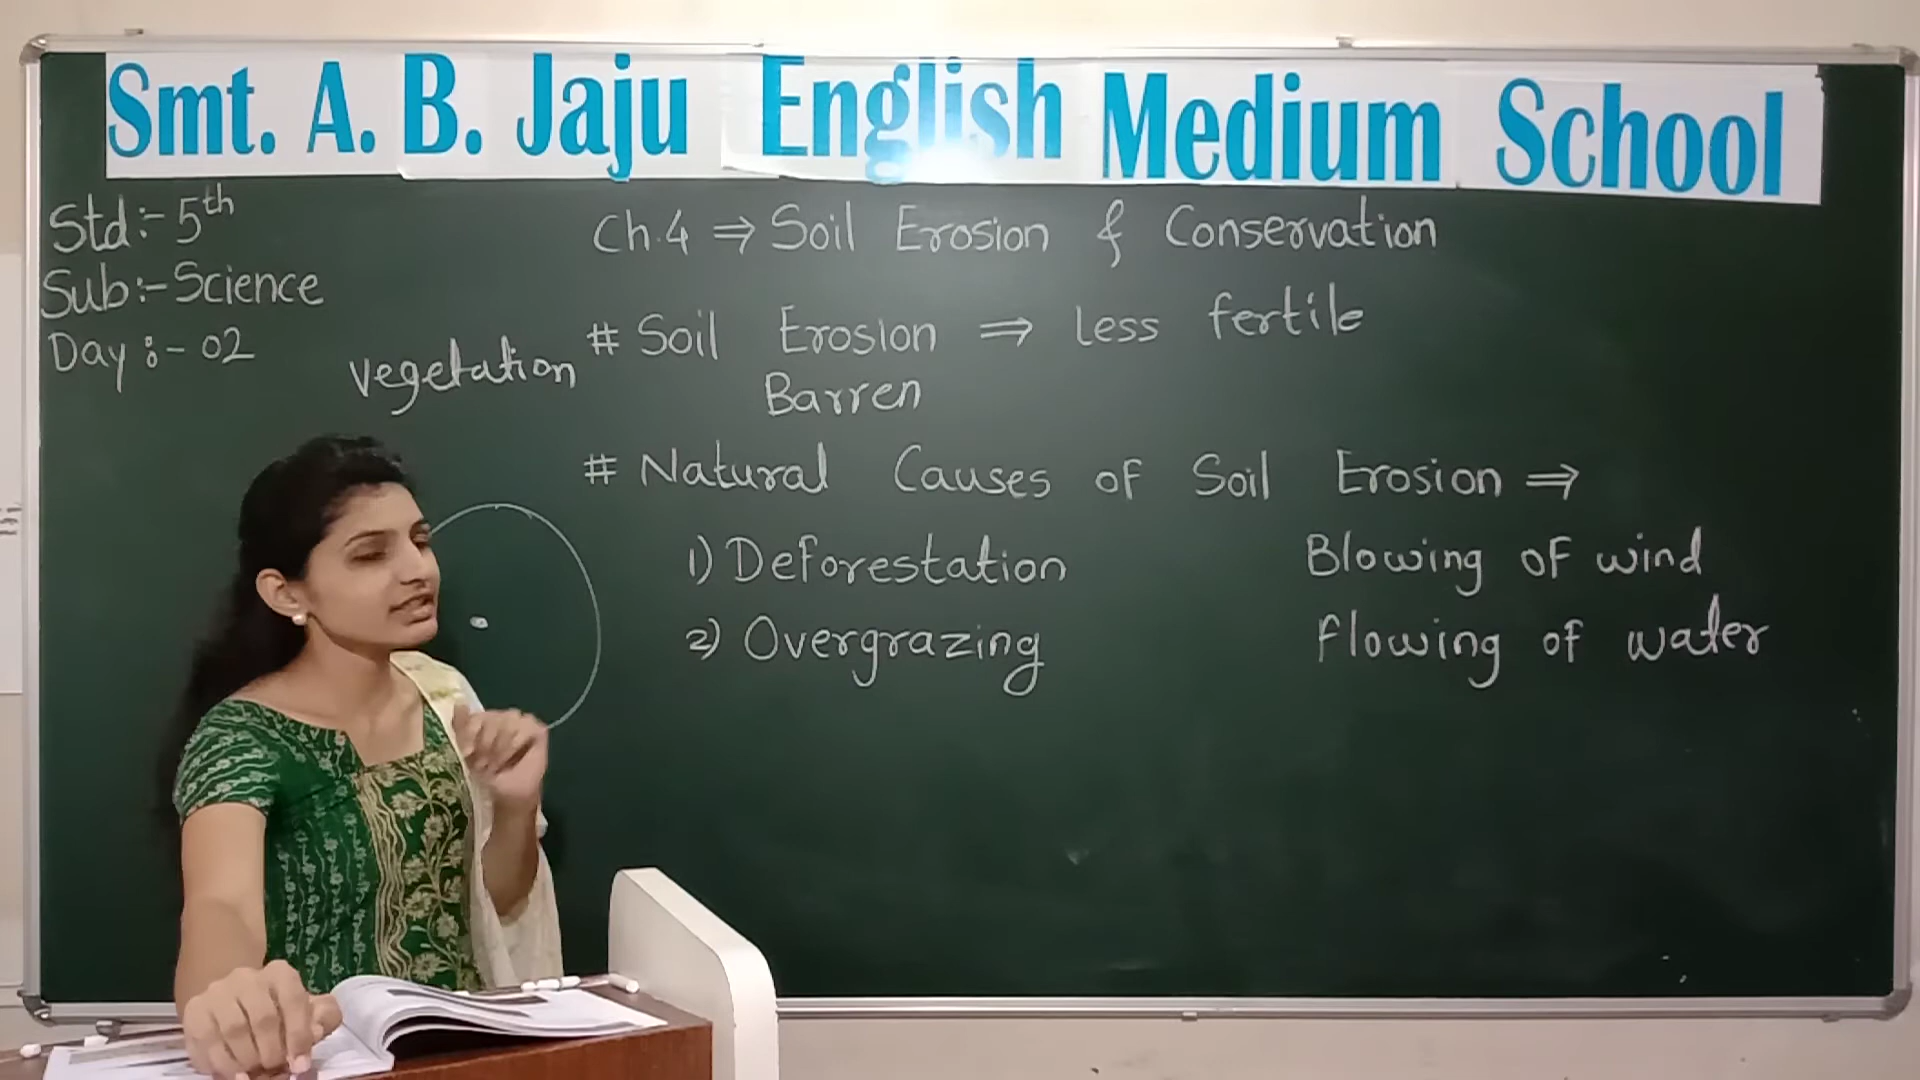 Smt. A. B. Jaju English Medium School
Std:- 5th
Sub:- Science
Day:- 02
Ch.4 ⇒ Soil Erosion & Conservation
# Soil Erosion ⇒ less fertile
vegetation
Barren
# Natural Causes of Soil Erosion ⇒
1) Deforestation
Blowing of wind
2) Overgrazing
flowing of water